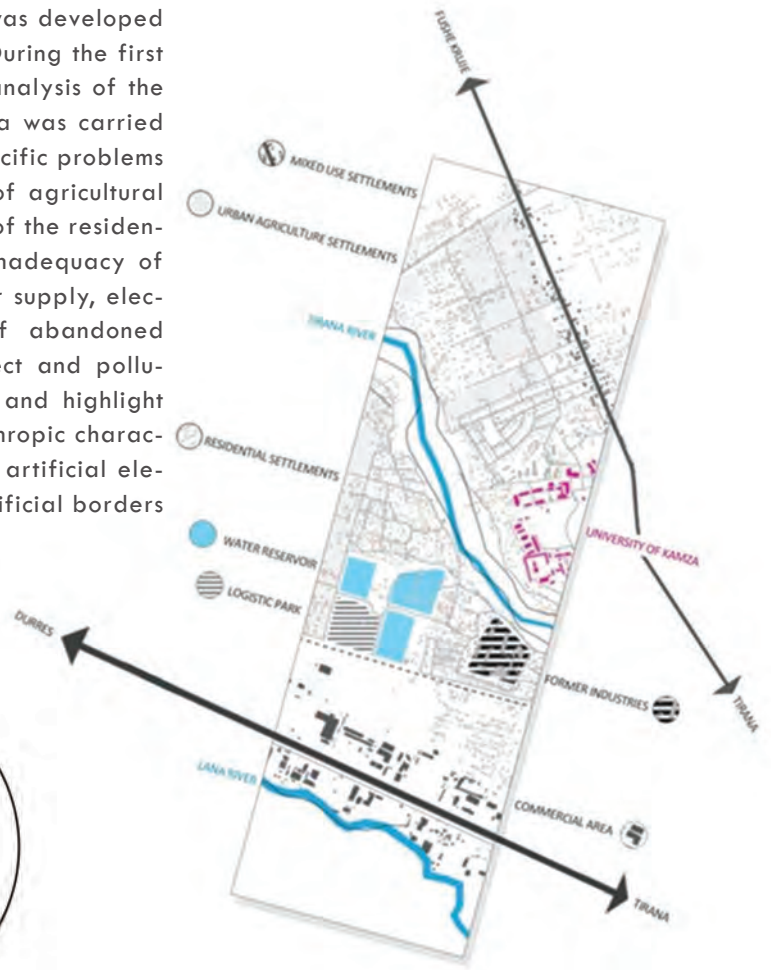 was developed
During the first
analysis of the
a was carried
cific problems
of agricultural
of the residen-
nadequacy of
r supply, elec-
f abandoned
ect and pollu-
and highlight
hropic charac-
artificial ele-
ificial borders
FUSHE KRUJE
MIXED USE SETTLEMENTS
URBAN AGRICULTURE SETTLEMENTS
TIRANA RIVER
RESIDENTIAL SETTLEMENTS
UNIVERSITY OF KAMZA
WATER RESERVOIR
LOGISTIC PARK
DURRES
FORMER INDUSTRIES
TIRANA
LANA RIVER
COMMERCIAL AREA
TIRANA